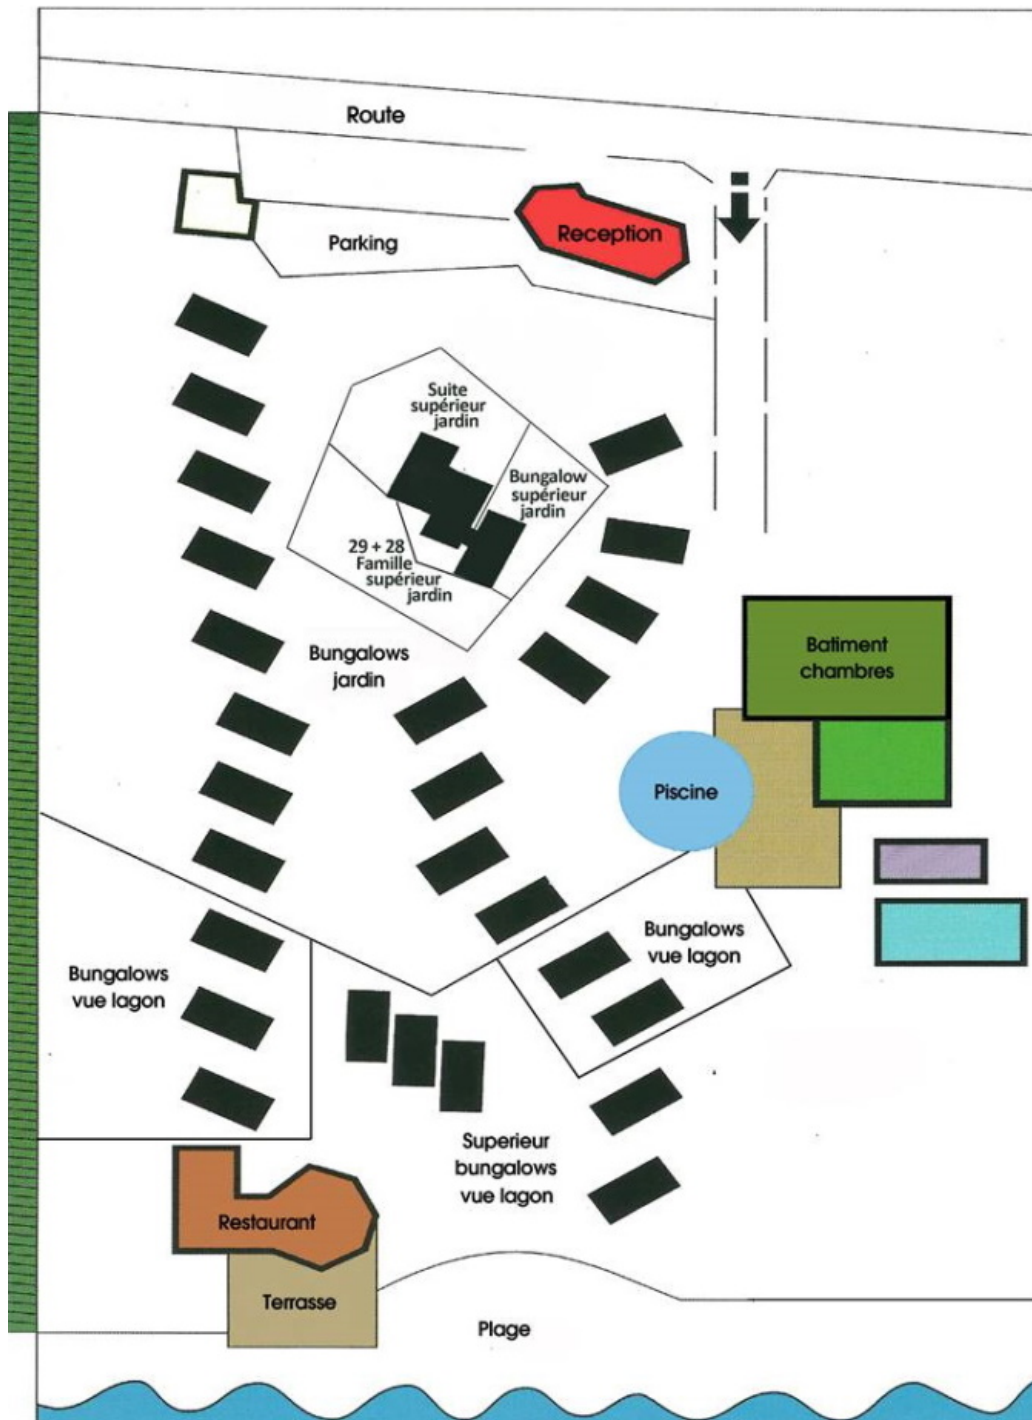 Route
Parking
Reception
Suite
supérieur
jardin
Bungalow
supérieur
jardin
29 + 28
Famille
supérieur
jardin
Bungalows
jardin
Batiment
chambres
Piscine
Bungalows
vue lagon
Bungalows
vue lagon
Superieur
bungalows
vue lagon
Restaurant
Terrasse
Plage